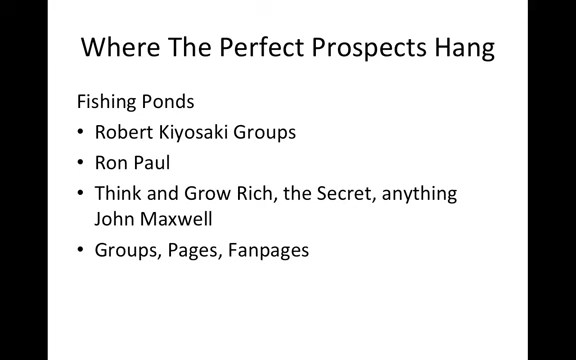 Where The Perfect Prospects Hang
Fishing Ponds
• Robert Kiyosaki Groups
• Ron Paul
• Think and Grow Rich, the Secret, anything
John Maxwell
• Groups, Pages, Fanpages